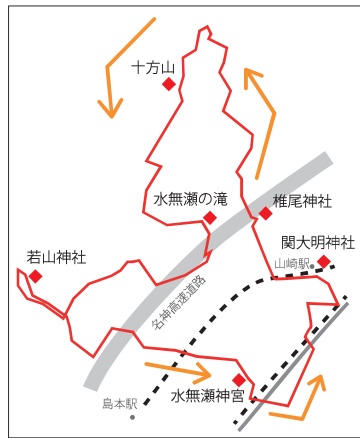 十方山
水無瀬の滝
椎尾神社
関大明神社
山崎駅
若山神社
名神高速道路
水無瀬神宮
島本駅